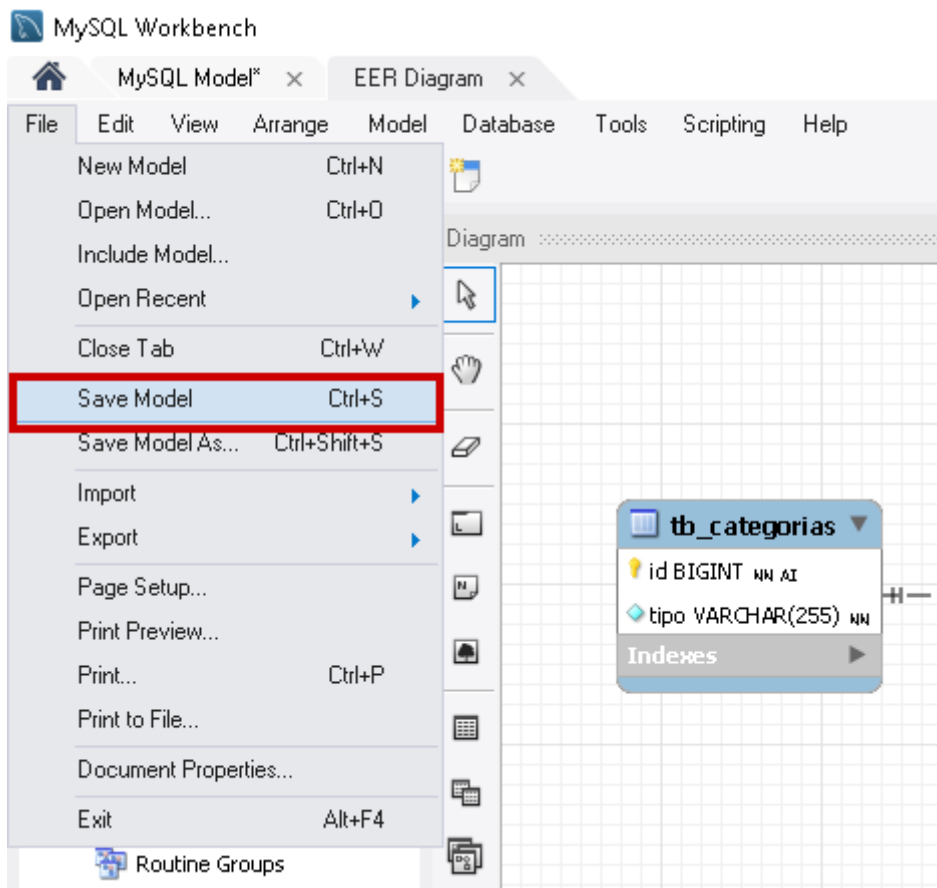 MySQL Workbench
MySQL Model* ×
EER Diagram ×
File Edit View Arrange Model Database Tools Scripting Help
New Model Ctrl+N
Open Model... Ctrl+O
Include Model...
Open Recent
Close Tab Ctrl+W
Save Model Ctrl+S
Save Model As... Ctrl+Shift+S
Import
Export
Page Setup...
Print Preview...
Print... Ctrl+P
Print to File...
Document Properties...
Exit Alt+F4
Routine Groups
Diagram
tb_categorias
id BIGINT NN AI
tipo VARCHAR(255) NN
Indexes